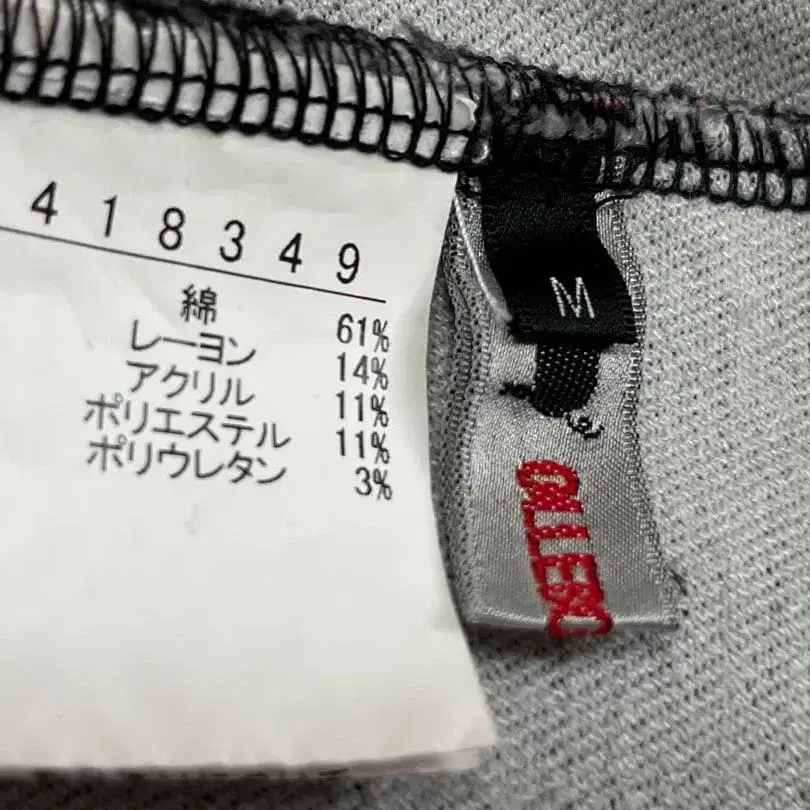 418349
綿 61%
レーヨン 14%
アクリル 11%
ポリエステル 11%
ポリウレタン 3%
M